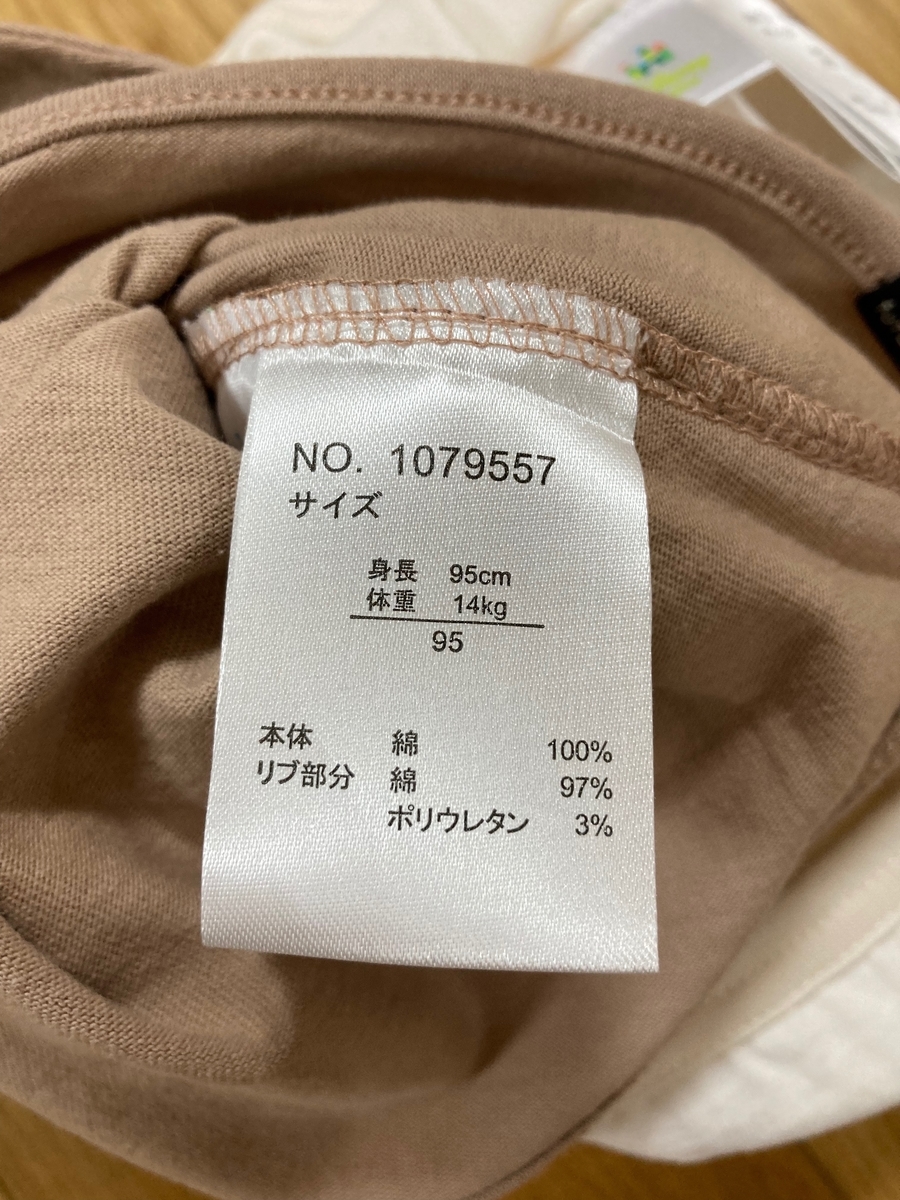 NO. 1079557
サイズ
身長 95cm
体重 14kg
95
本体 綿 100%
リブ部分 綿 97%
ポリウレタン 3%